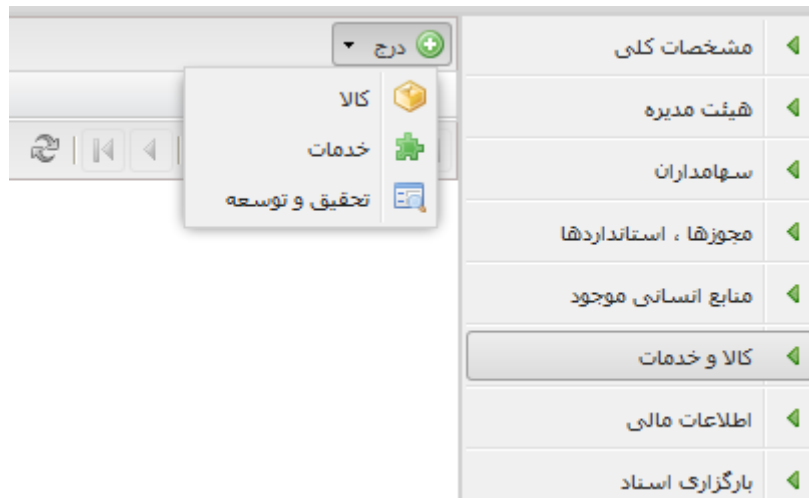 مشخصات کلی
هیئت مدیره
سهامداران
مجوزها ، استانداردها
منابع انسانی موجود
کالا و خدمات
اطلاعات مالی
بارگزاری اسناد
درج
کالا
خدمات
تحقیق و توسعه